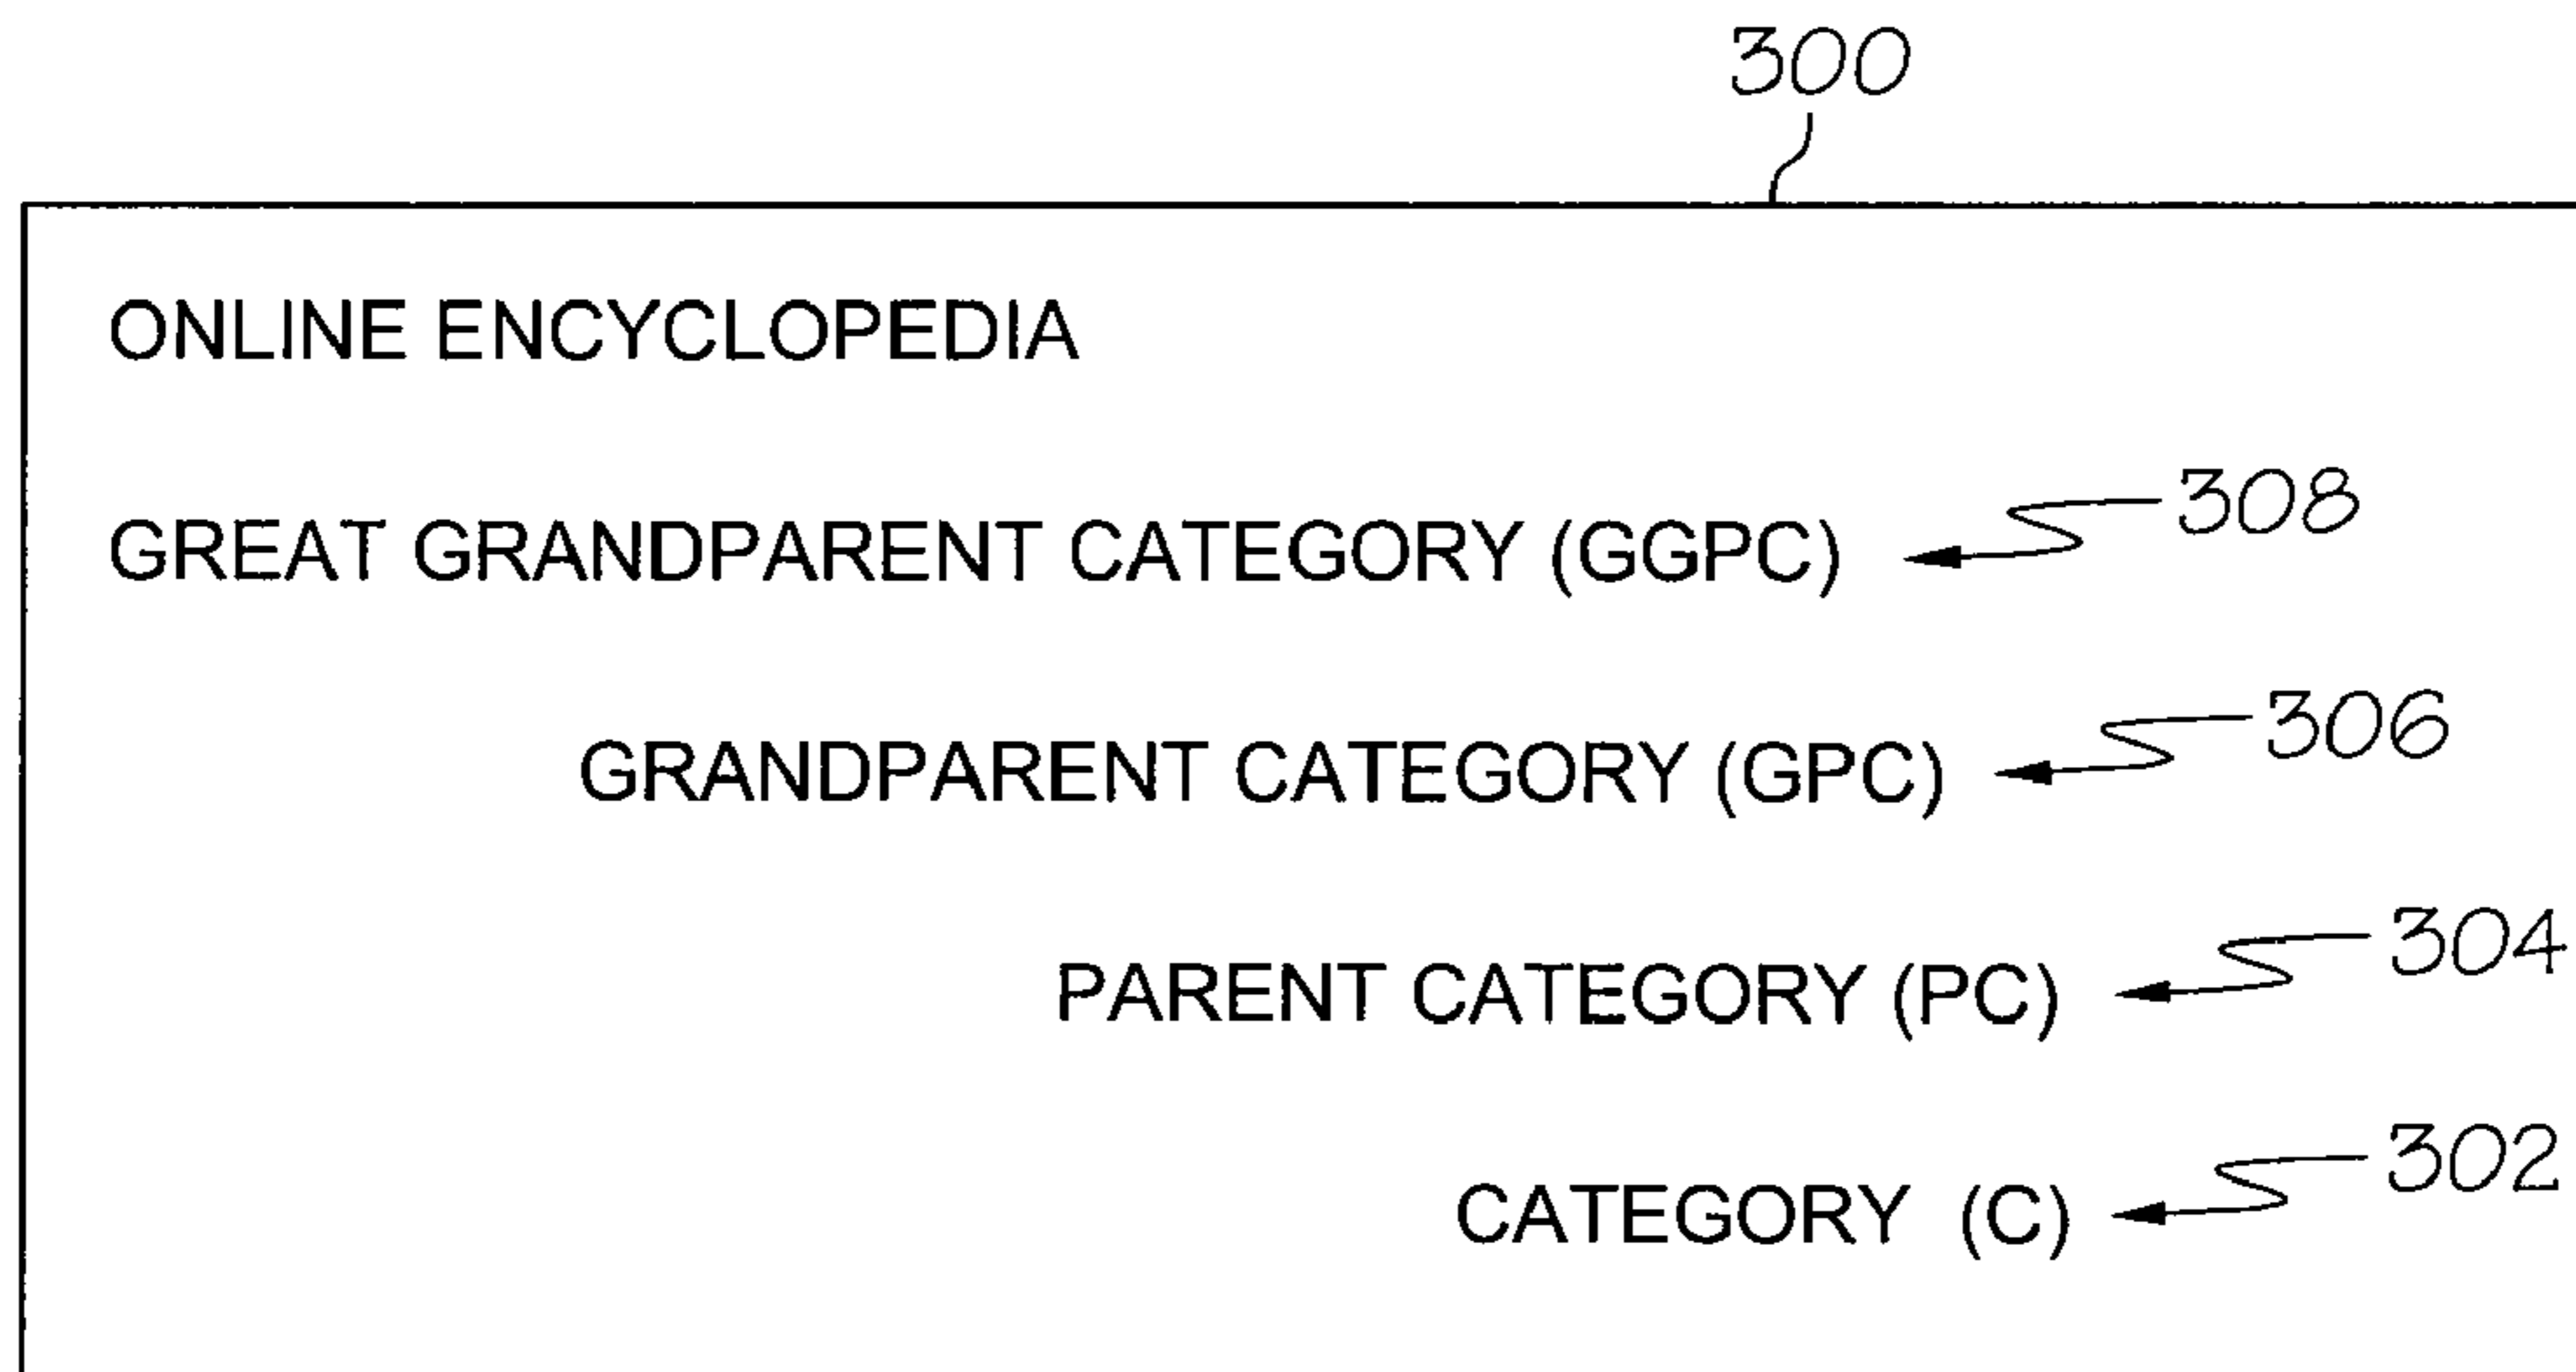 300
ONLINE ENCYCLOPEDIA
GREAT GRANDPARENT CATEGORY (GGPC) 308
GRANDPARENT CATEGORY (GPC) 306
PARENT CATEGORY (PC) 304
CATEGORY (C) 302